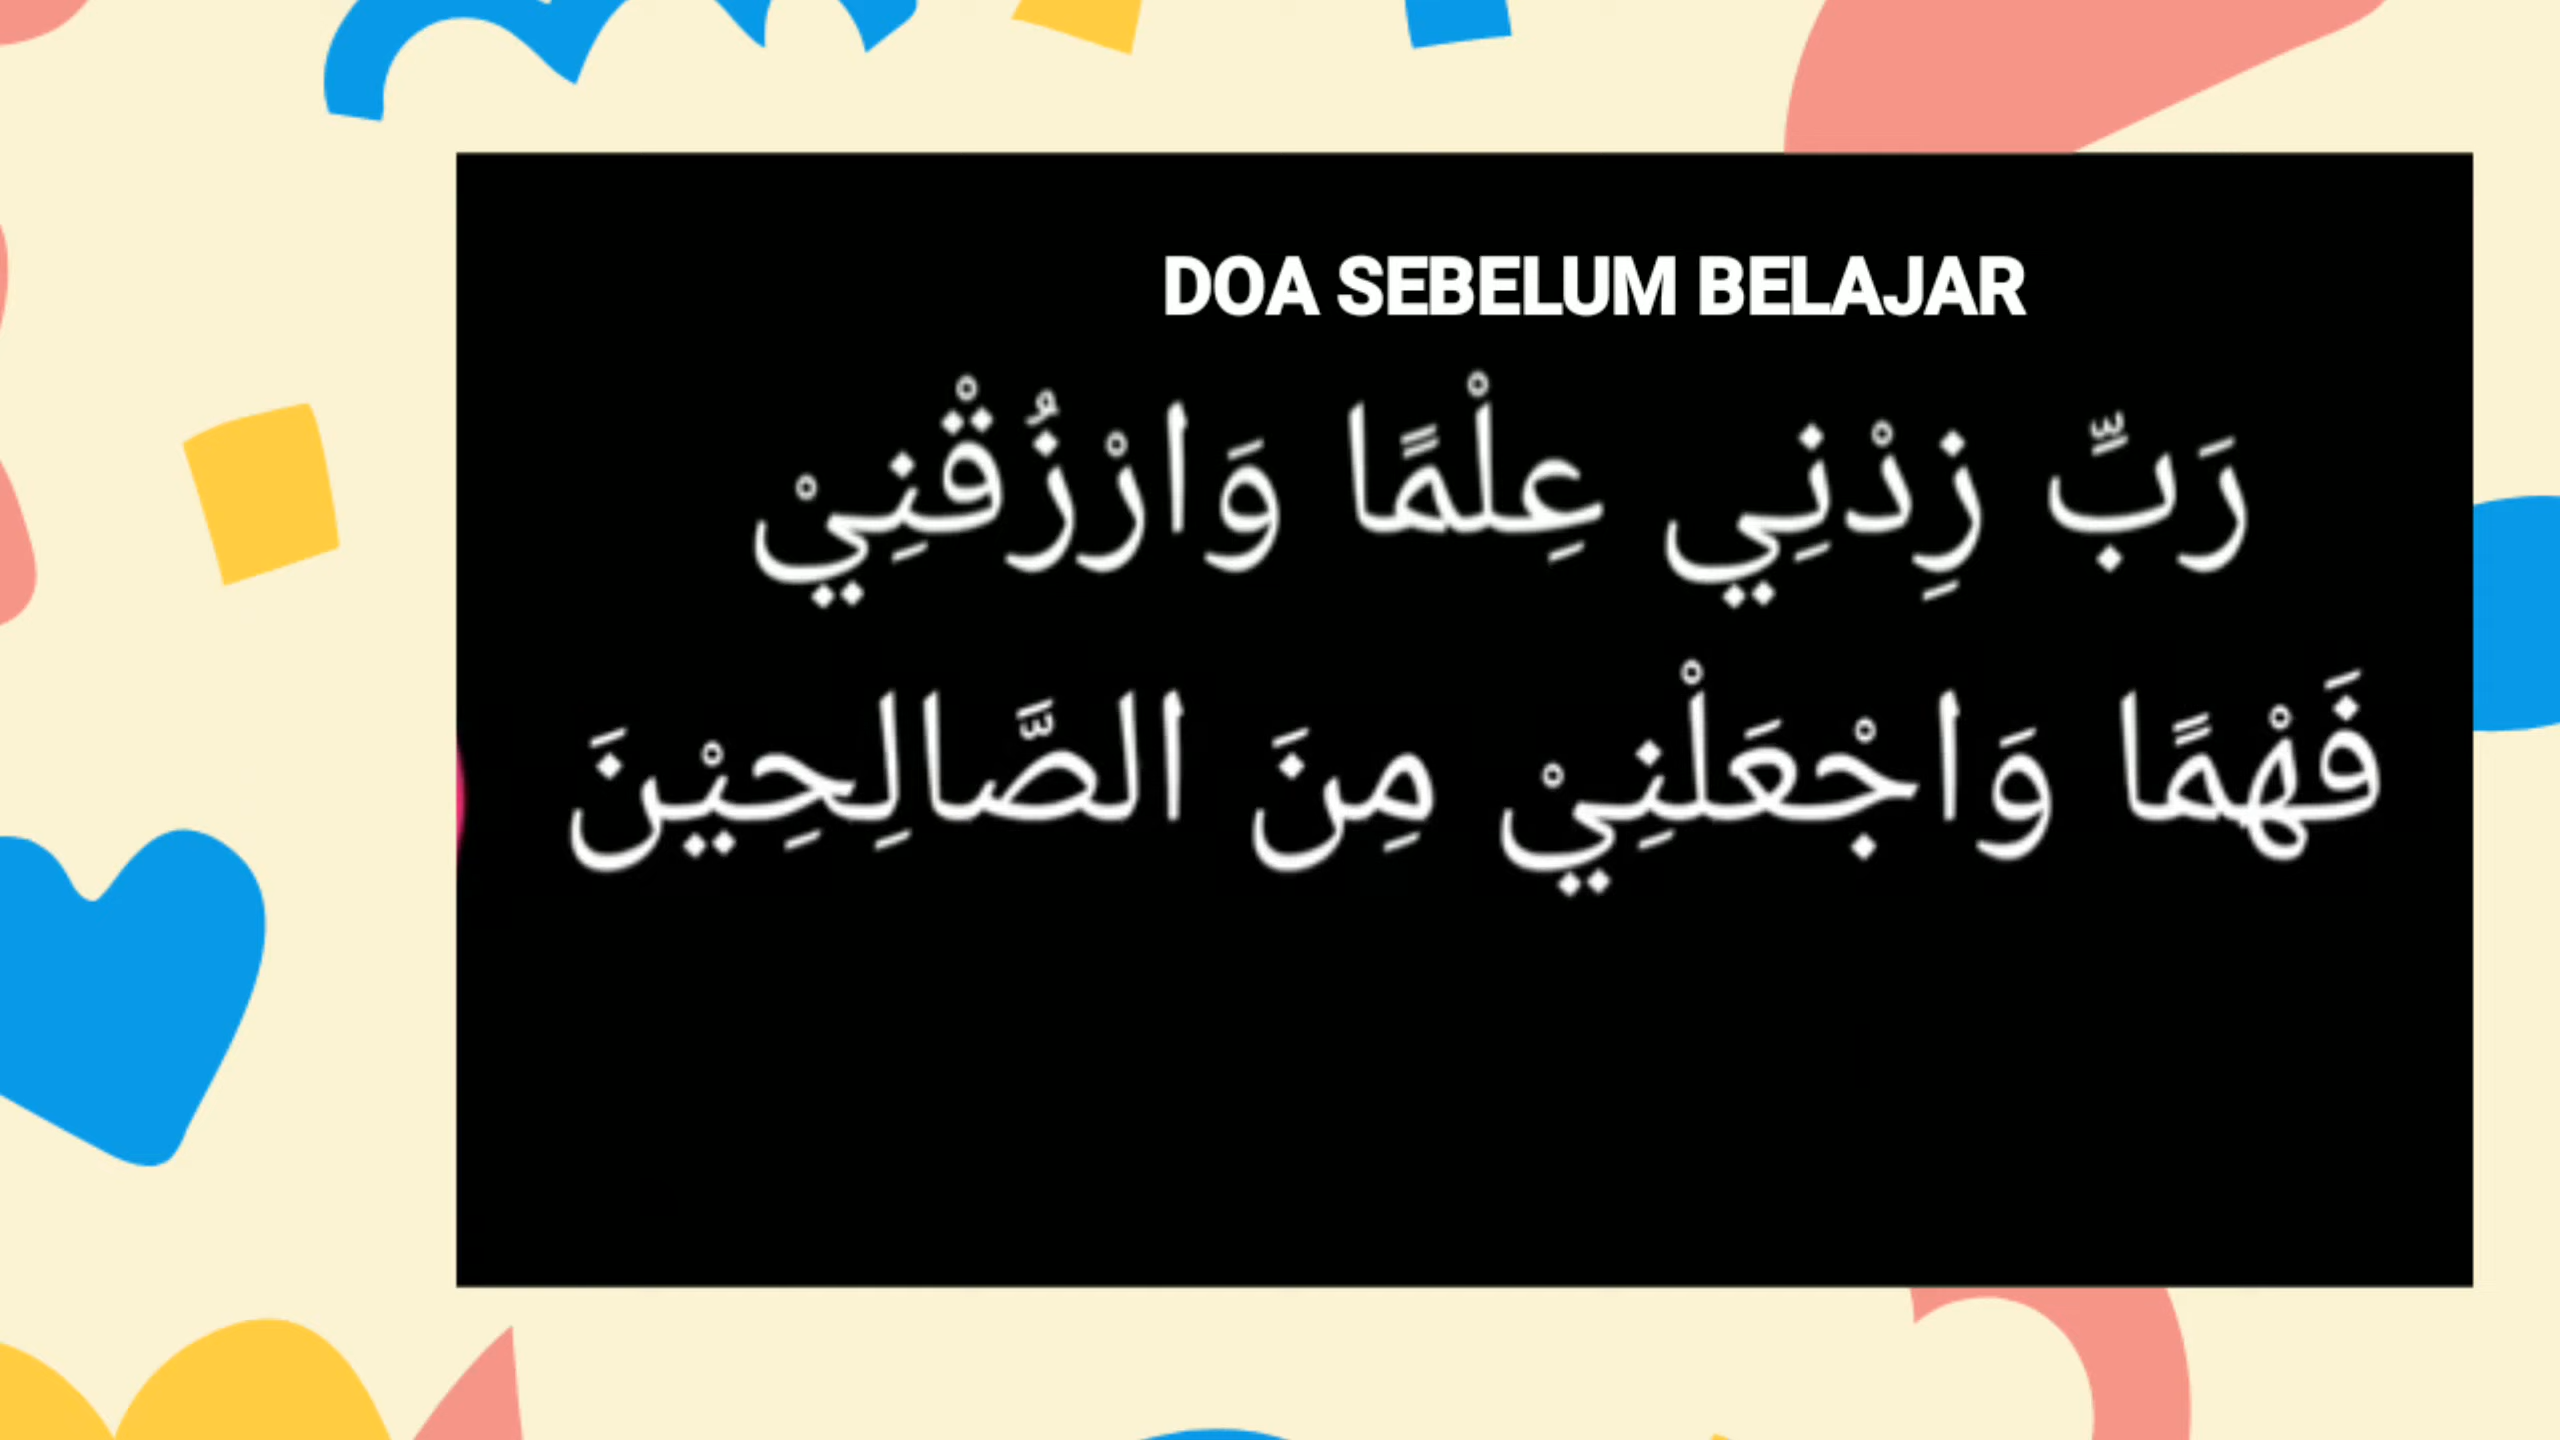 DOA SEBELUM BELAJAR
رَبِّ زِدْنِي عِلْمًا وَارْزُقْنِيْ
فَهْمًا وَاجْعَلْنِيْ مِنَ الصَّالِحِيْنَ